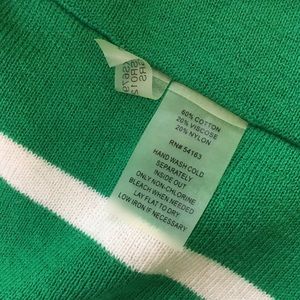 60% COTTON
20% VISCOSE
20% NYLON
RN# 54163
HAND WASH COLD
SEPARATELY
INSIDE OUT
ONLY NON-CHLORINE
BLEACH WHEN NEEDED
LAY FLAT TO DRY
LOW IRON IF NEEDED